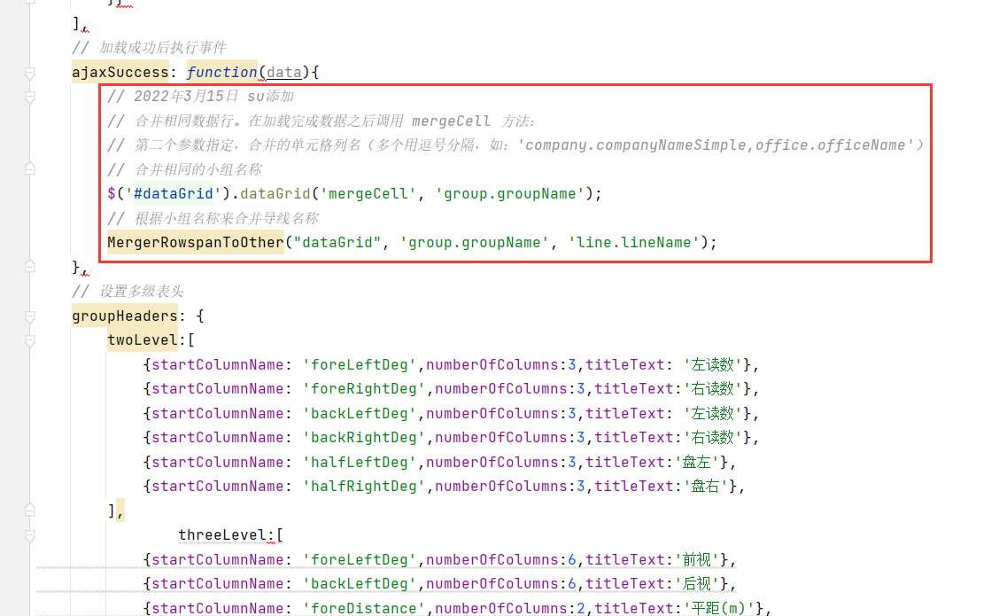 ],
// 加载成功后执行事件
ajaxSuccess: function(data){
// 2022年3月15日 su添加
// 合并相同数据行。在加载完成数据之后调用 mergeCell 方法：
// 第二个参数指定，合并的单元格列名（多个用逗号分隔，如：'company.companyNameSimple,office.officeName'）
// 合并相同的小组名称
$('#dataGrid').dataGrid('mergeCell', 'group.groupName');
// 根据小组名称来合并导线名称
MergerRowspanToOther("dataGrid", 'group.groupName', 'line.lineName');
},
// 设置多级表头
groupHeaders: {
twoLevel:[
{startColumnName: 'foreLeftDeg',numberOfColumns:3,titleText: '左读数'},
{startColumnName: 'foreRightDeg',numberOfColumns:3,titleText:'右读数'},
{startColumnName: 'backLeftDeg',numberOfColumns:3,titleText: '左读数'},
{startColumnName: 'backRightDeg',numberOfColumns:3,titleText:'右读数'},
{startColumnName: 'halfLeftDeg',numberOfColumns:3,titleText:'盘左'},
{startColumnName: 'halfRightDeg',numberOfColumns:3,titleText:'盘右'},
],
threeLevel:[
{startColumnName: 'foreLeftDeg',numberOfColumns:6,titleText:'前视'},
{startColumnName: 'backLeftDeg',numberOfColumns:6,titleText:'后视'},
{startColumnName: 'foreDistance',numberOfColumns:2,titleText:'平距(m)'},